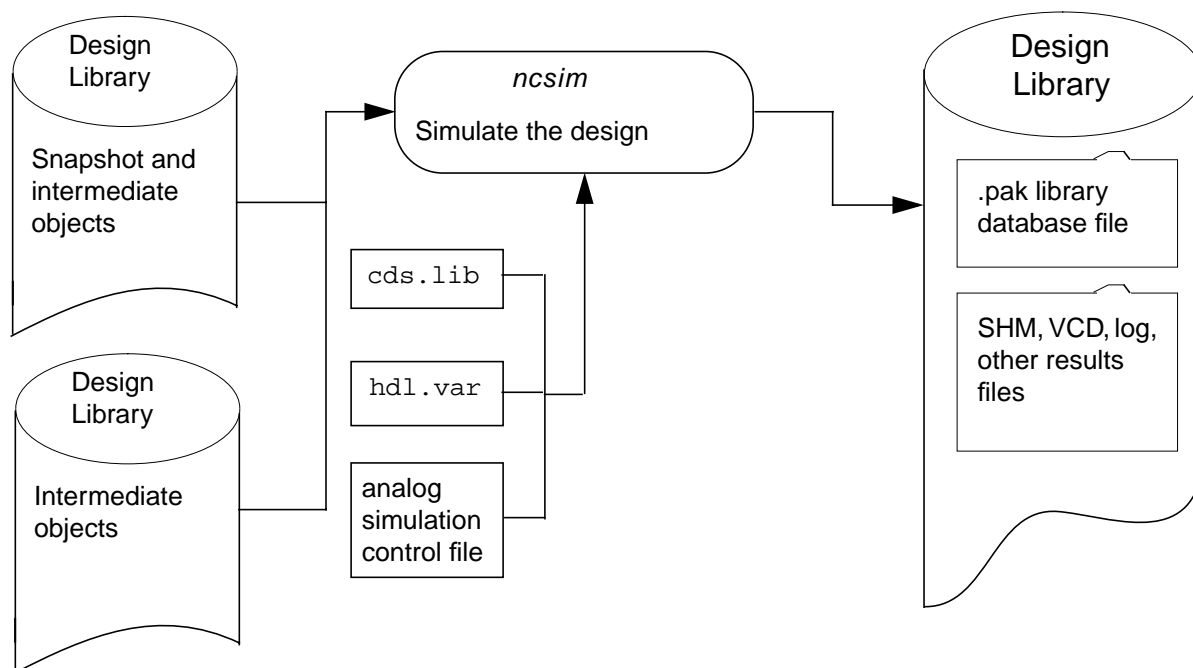 Design
Library
Snapshot and
intermediate
objects
Design
Library
Intermediate
objects
ncsim
Simulate the design
cds.lib
hdl.var
analog
simulation
control file
Design
Library
.pak library
database file
SHM, VCD, log,
other results
files